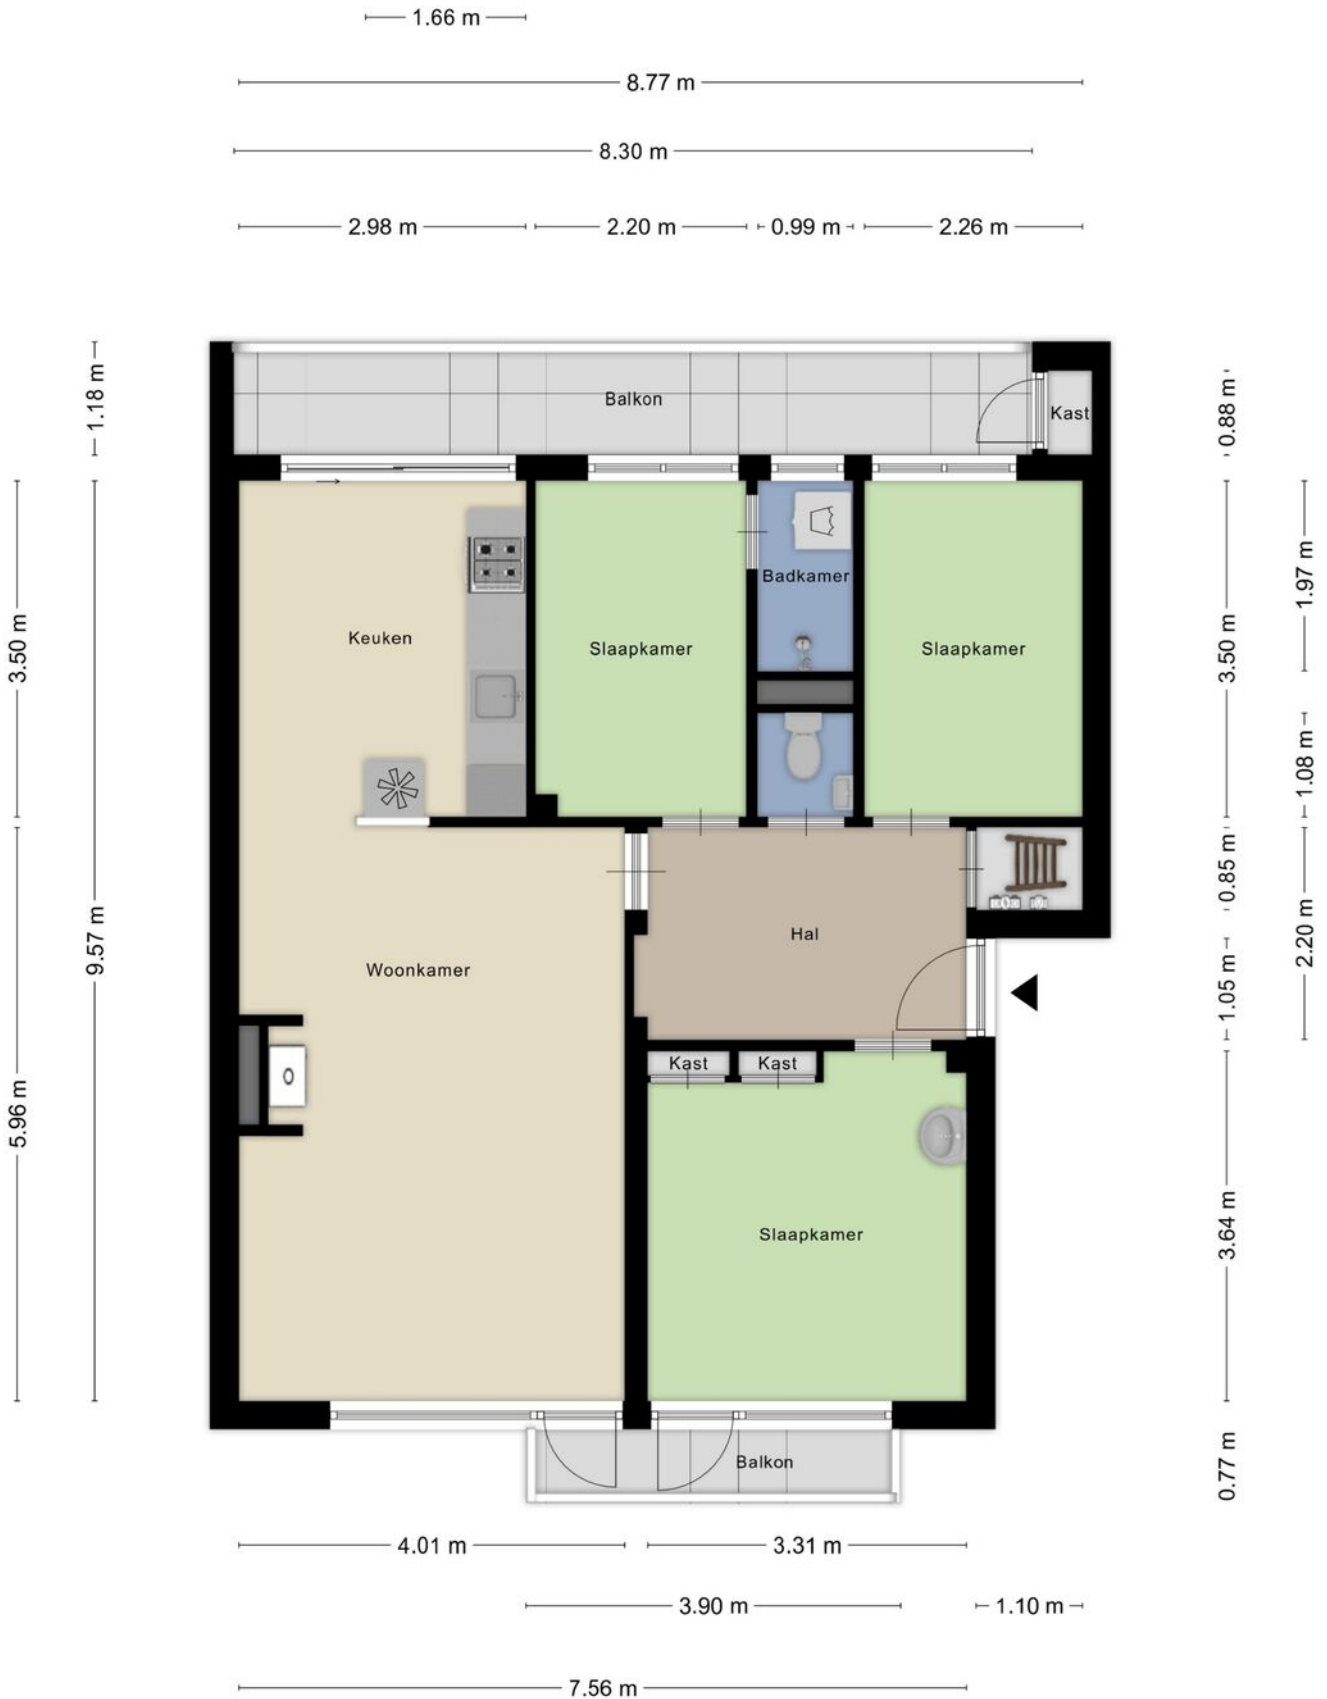 1.66 m
8.77 m
8.30 m
2.98 m
2.20 m
0.99 m
2.26 m
1.18 m
Balkon
Kast
0.88 m
3.50 m
9.57 m
5.96 m
Keuken
Slaapkamer
Badkamer
Slaapkamer
3.50 m
1.97 m
1.08 m
0.85 m
2.20 m
1.05 m
Woonkamer
Hal
Kast
Kast
Slaapkamer
3.64 m
Balkon
0.77 m
4.01 m
3.31 m
3.90 m
1.10 m
7.56 m